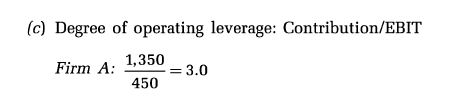 (c) Degree of operating leverage: Contribution/EBIT
Firm A: 1,350/450 = 3.0